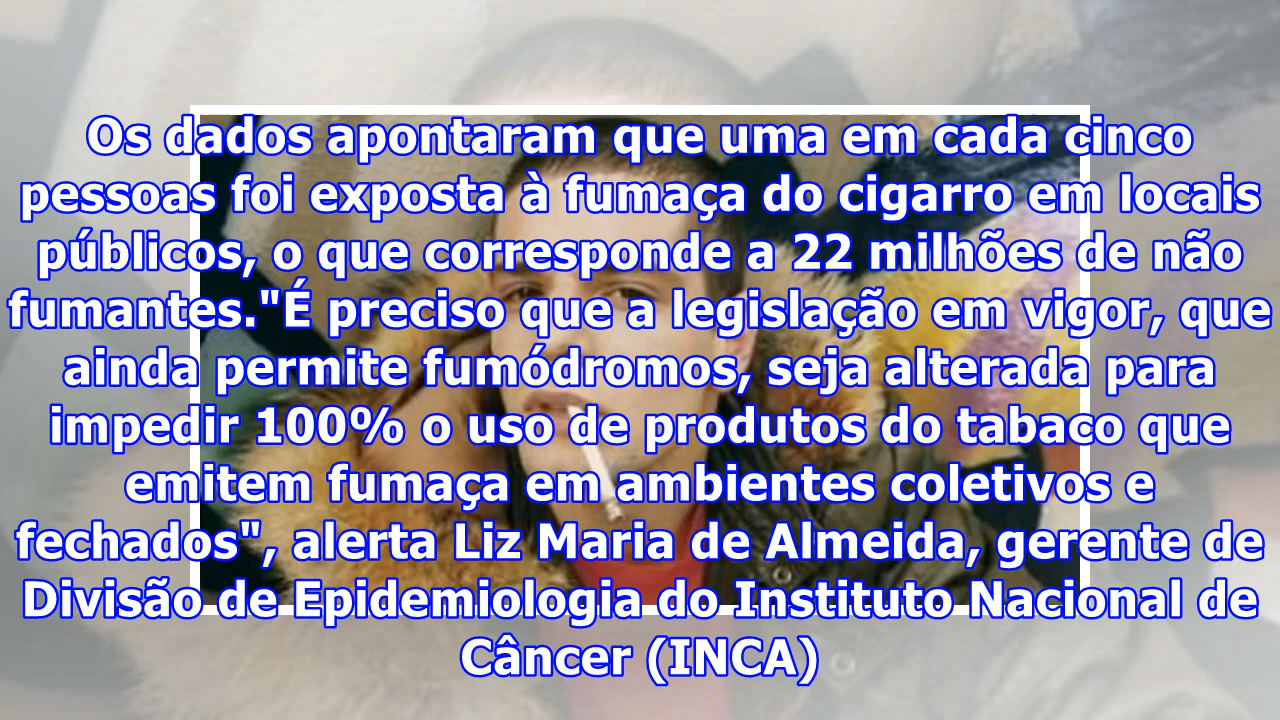 Os dados apontaram que uma em cada cinco
pessoas foi exposta à fumaça do cigarro em locais
públicos, o que corresponde a 22 milhões de não
fumantes."É preciso que a legislação em vigor, que
ainda permite fumódromos, seja alterada para
impedir 100% o uso de produtos do tabaco que
emitem fumaça em ambientes coletivos e
fechados", alerta Liz Maria de Almeida, gerente de
Divisão de Epidemiologia do Instituto Nacional de
Câncer (INCA)